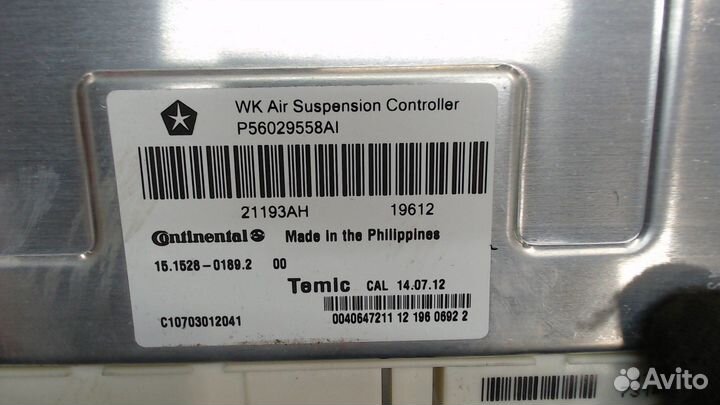 WK Air Suspension Controller
P56029558AI
21193AH 19612
Continental Made in the Philippines
15.1528-0189.2 00
Temic CAL 14.07.12
C10703012041 0040647211 12 196 0692 2
Avito